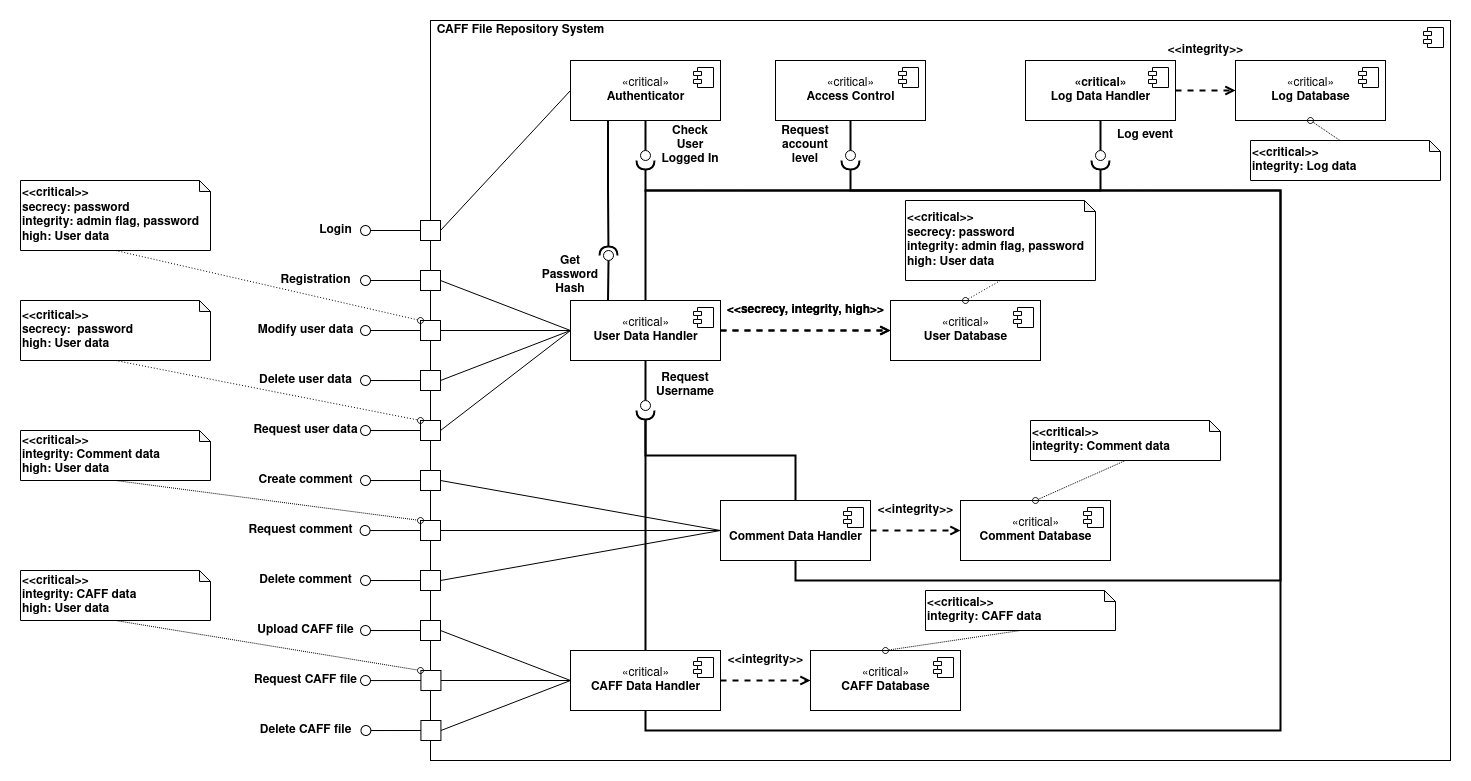 CAFF File Repository System
<<integrity>>
«critical»
Authenticator
«critical»
Access Control
«critical»
Log Data Handler
«critical»
Log Database
Check
User
Logged In
Request
account
level
Log event
<<critical>>
integrity: Log data
<<critical>>
secrecy: password
integrity: admin flag, password
high: User data
Login
<<critical>>
secrecy: password
integrity: admin flag, password
high: User data
Get
Password
Hash
Registration
<<critical>>
secrecy:  password
high: User data
Modify user data
«critical»
User Data Handler
<<secrecy, integrity, high>>
«critical»
User Database
Delete user data
Request
Username
Request user data
<<critical>>
integrity: Comment data
high: User data
<<critical>>
integrity: Comment data
Create comment
Request comment
Comment Data Handler
<<integrity>>
«critical»
Comment Database
Delete comment
<<critical>>
integrity: CAFF data
high: User data
<<critical>>
integrity: CAFF data
Upload CAFF file
Request CAFF file
«critical»
CAFF Data Handler
<<integrity>>
«critical»
CAFF Database
Delete CAFF file